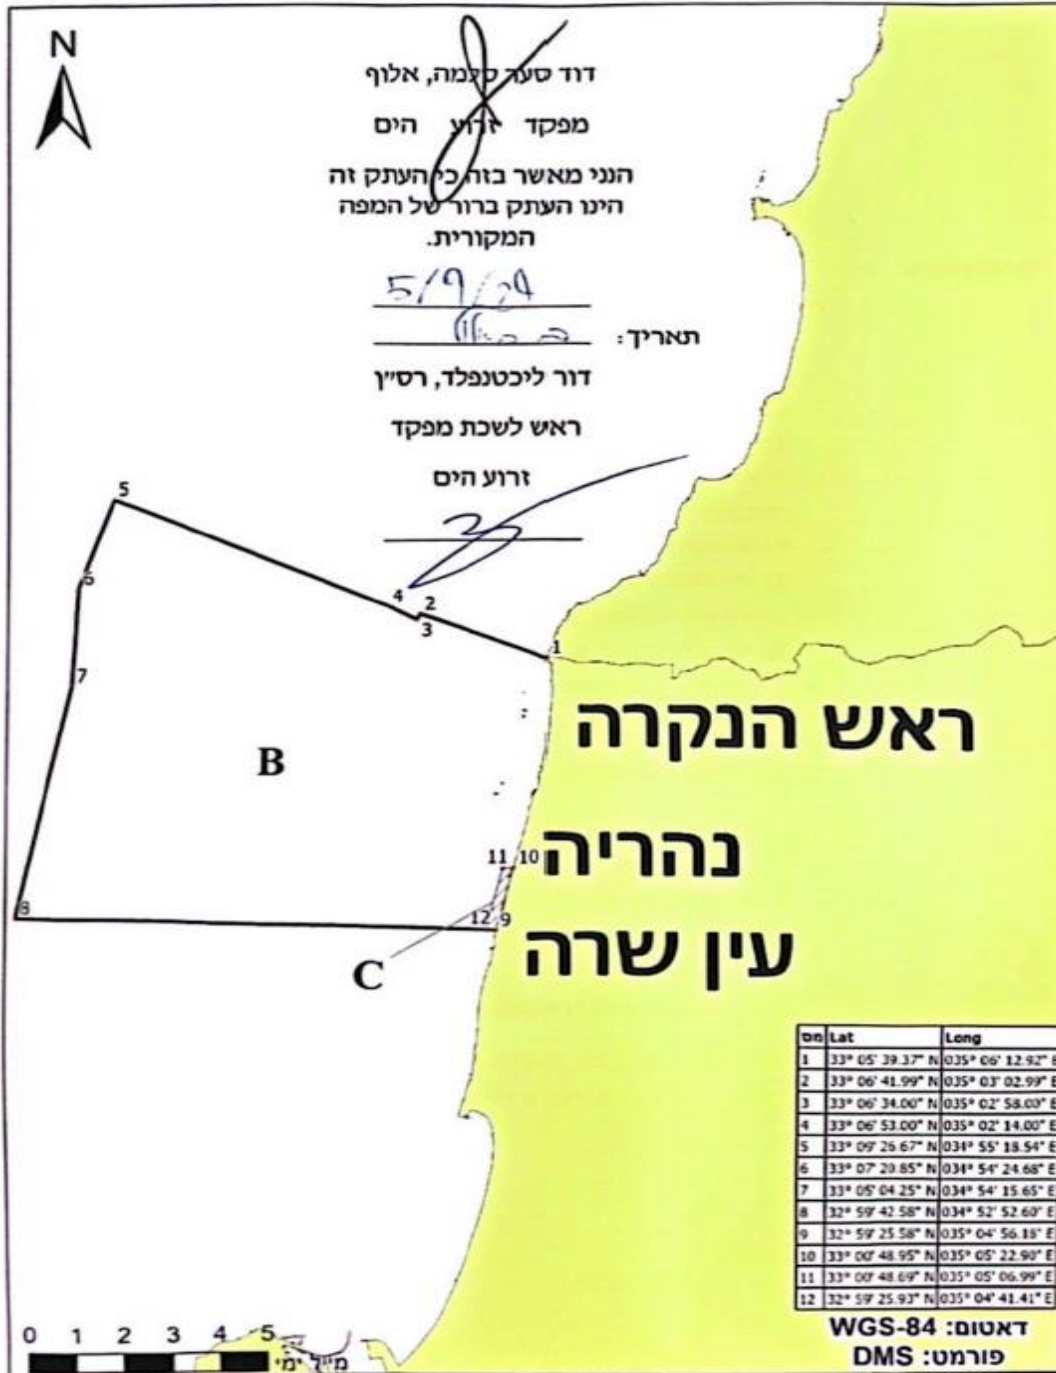 N
דוד סער סלמה, אלוף
מפקד זרוע הים
הנני מאשר בזה כי העתק זה
הינו העתק ברור של המפה
המקורית.
5/9/24
תאריך:
דור ליכטנפלד, רס״ן
ראש לשכת מפקד
זרוע הים
5
6
4
2
3
1
7
ראש הנקרה
B
נהריה
11 10
8
12 9
עין שרה
C
מס Lat Long
1 33° 05' 39.37" N 035° 06' 12.92" E
2 33° 06' 41.99" N 035° 03' 02.99" E
3 33° 06' 34.00" N 035° 02' 58.00" E
4 33° 06' 53.00" N 035° 02' 14.00" E
5 33° 09' 26.67" N 034° 55' 18.54" E
6 33° 07' 20.85" N 034° 54' 24.68" E
7 33° 05' 04.25" N 034° 54' 15.65" E
8 32° 59' 42.58" N 034° 52' 52.60" E
9 32° 59' 25.58" N 035° 04' 56.18" E
10 33° 00' 48.95" N 035° 05' 22.90" E
11 33° 00' 48.69" N 035° 05' 06.99" E
12 32° 59' 25.93" N 035° 04' 41.41" E
דאטום: WGS-84
פורמט: DMS
0 1 2 3 4 5
מייל ימי